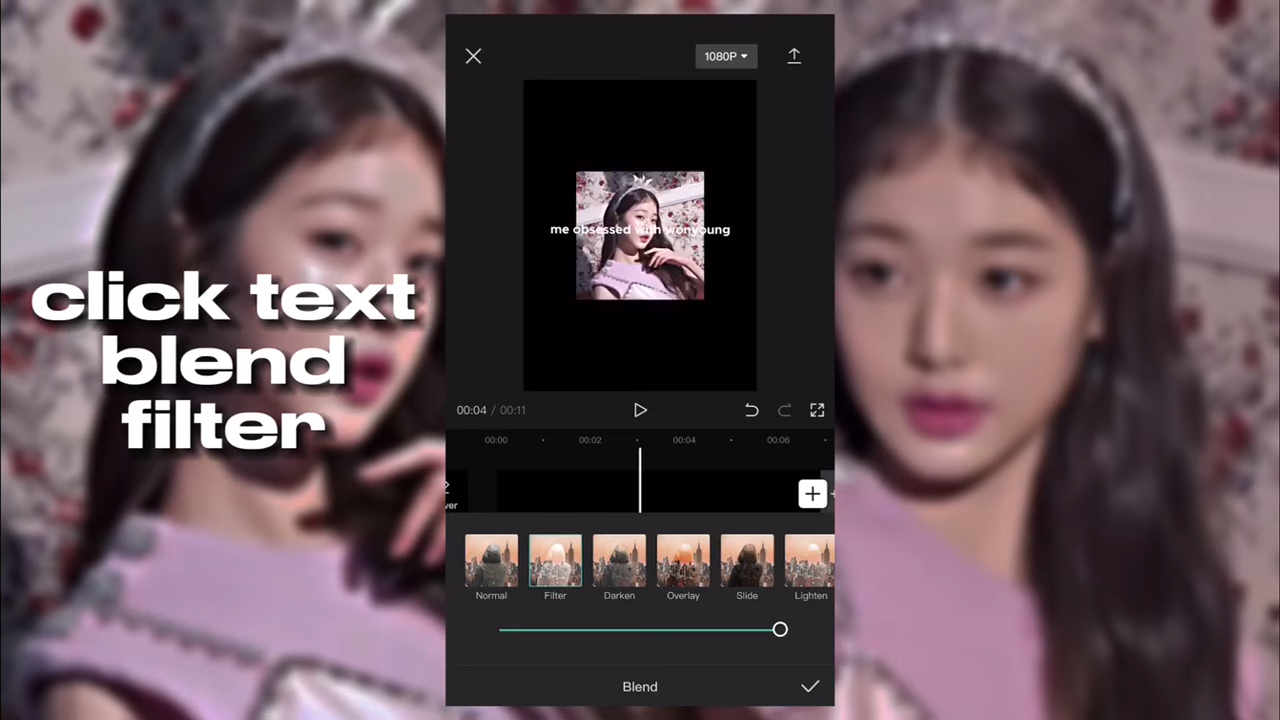 click text
blend
filter
1080P
me obsessed with wonyoung
00:04 / 00:11
00:00
00:02
00:04
00:06
ver
Normal
Filter
Darken
Overlay
Slide
Lighten
Blend